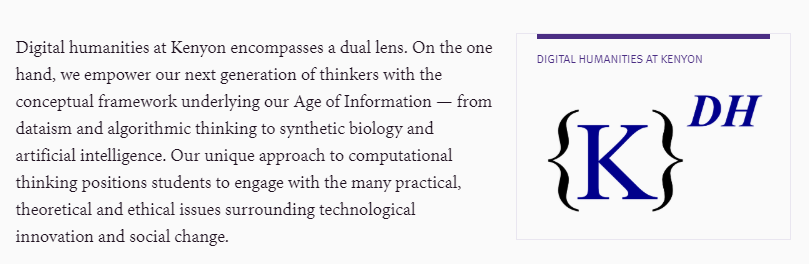 Digital humanities at Kenyon encompasses a dual lens. On the one
hand, we empower our next generation of thinkers with the
conceptual framework underlying our Age of Information — from
dataism and algorithmic thinking to synthetic biology and
artificial intelligence. Our unique approach to computational
thinking positions students to engage with the many practical,
theoretical and ethical issues surrounding technological
innovation and social change.
DIGITAL HUMANITIES AT KENYON
{K} DH